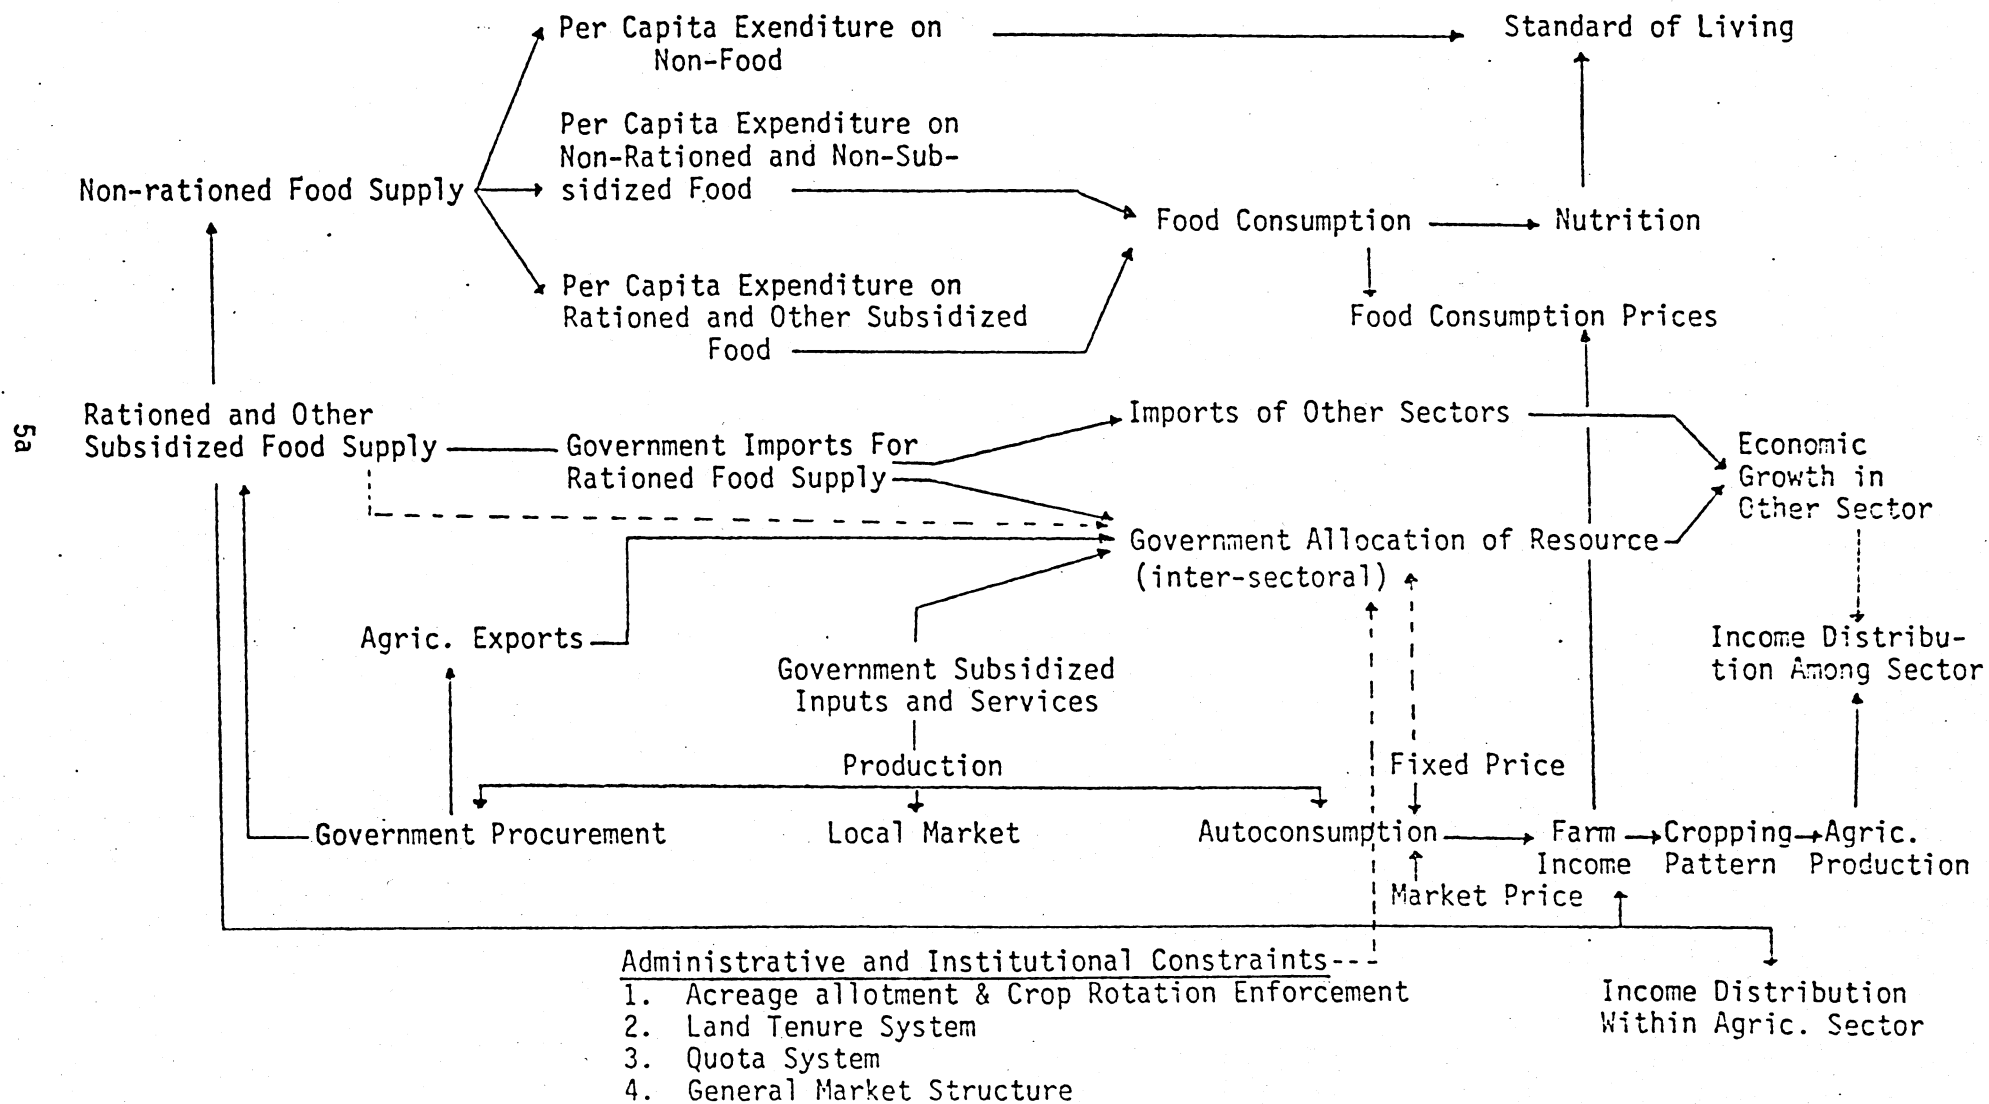 Per Capita Exenditure on
Non-Food
Standard of Living
Per Capita Expenditure on
Non-Rationed and Non-Sub-
sidized Food
Non-rationed Food Supply
Food Consumption
Nutrition
Per Capita Expenditure on
Rationed and Other Subsidized
Food
Food Consumption Prices
5a
Rationed and Other
Subsidized Food Supply
Government Imports For
Rationed Food Supply
Imports of Other Sectors
Economic
Growth in
Other Sector
Government Allocation of Resource
(inter-sectoral)
Agric. Exports
Government Subsidized
Inputs and Services
Income Distribu-
tion Among Sector
Production
Fixed Price
Government Procurement
Local Market
Autoconsumption
Farm
Income
Cropping
Pattern
Agric.
Production
Market Price
Administrative and Institutional Constraints---
1. Acreage allotment & Crop Rotation Enforcement
2. Land Tenure System
3. Quota System
4. General Market Structure
Income Distribution
Within Agric. Sector